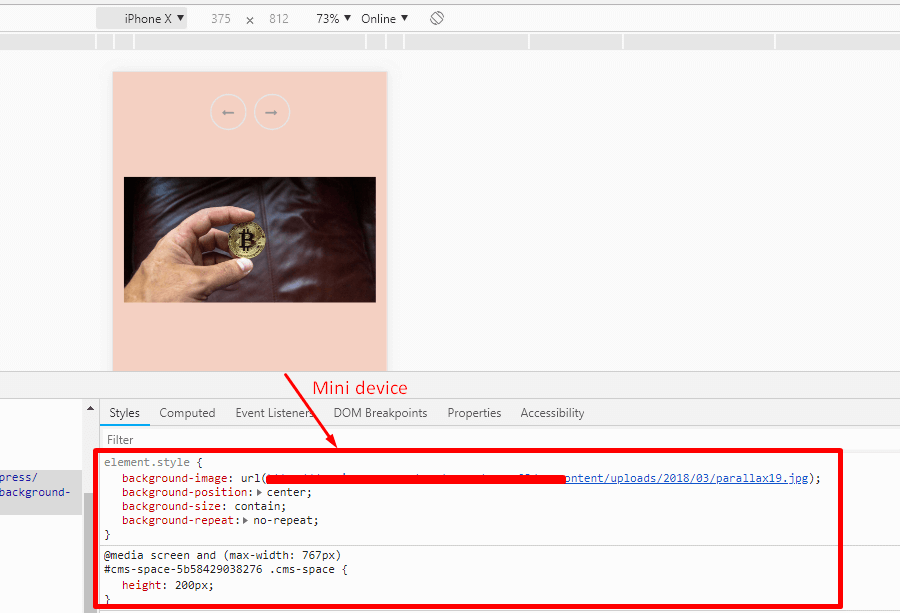 iPhone X ▼ 375 × 812 73% ▼ Online ▼
← →
Mini device
Styles Computed Event Listeners DOM Breakpoints Properties Accessibility
Filter
element.style {
press/ background-image: url( ontent/uploads/2018/03/parallax19.jpg);
background- background-position:▶ center;
background-size: contain;
background-repeat:▶ no-repeat;
}
@media screen and (max-width: 767px)
#cms-space-5b58429038276 .cms-space {
height: 200px;
}